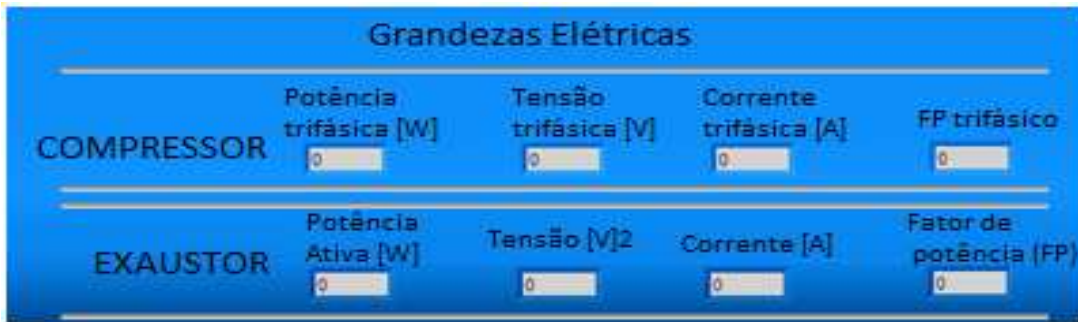 Grandezas Elétricas
Potência trifásica [W]
Tensão trifásica [V]
Corrente trifásica [A]
FP trifásico
COMPRESSOR
0
0
0
0
Potência Ativa [W]
Tensão [V]2
Corrente [A]
Fator de potência (FP)
EXAUSTOR
0
0
0
0